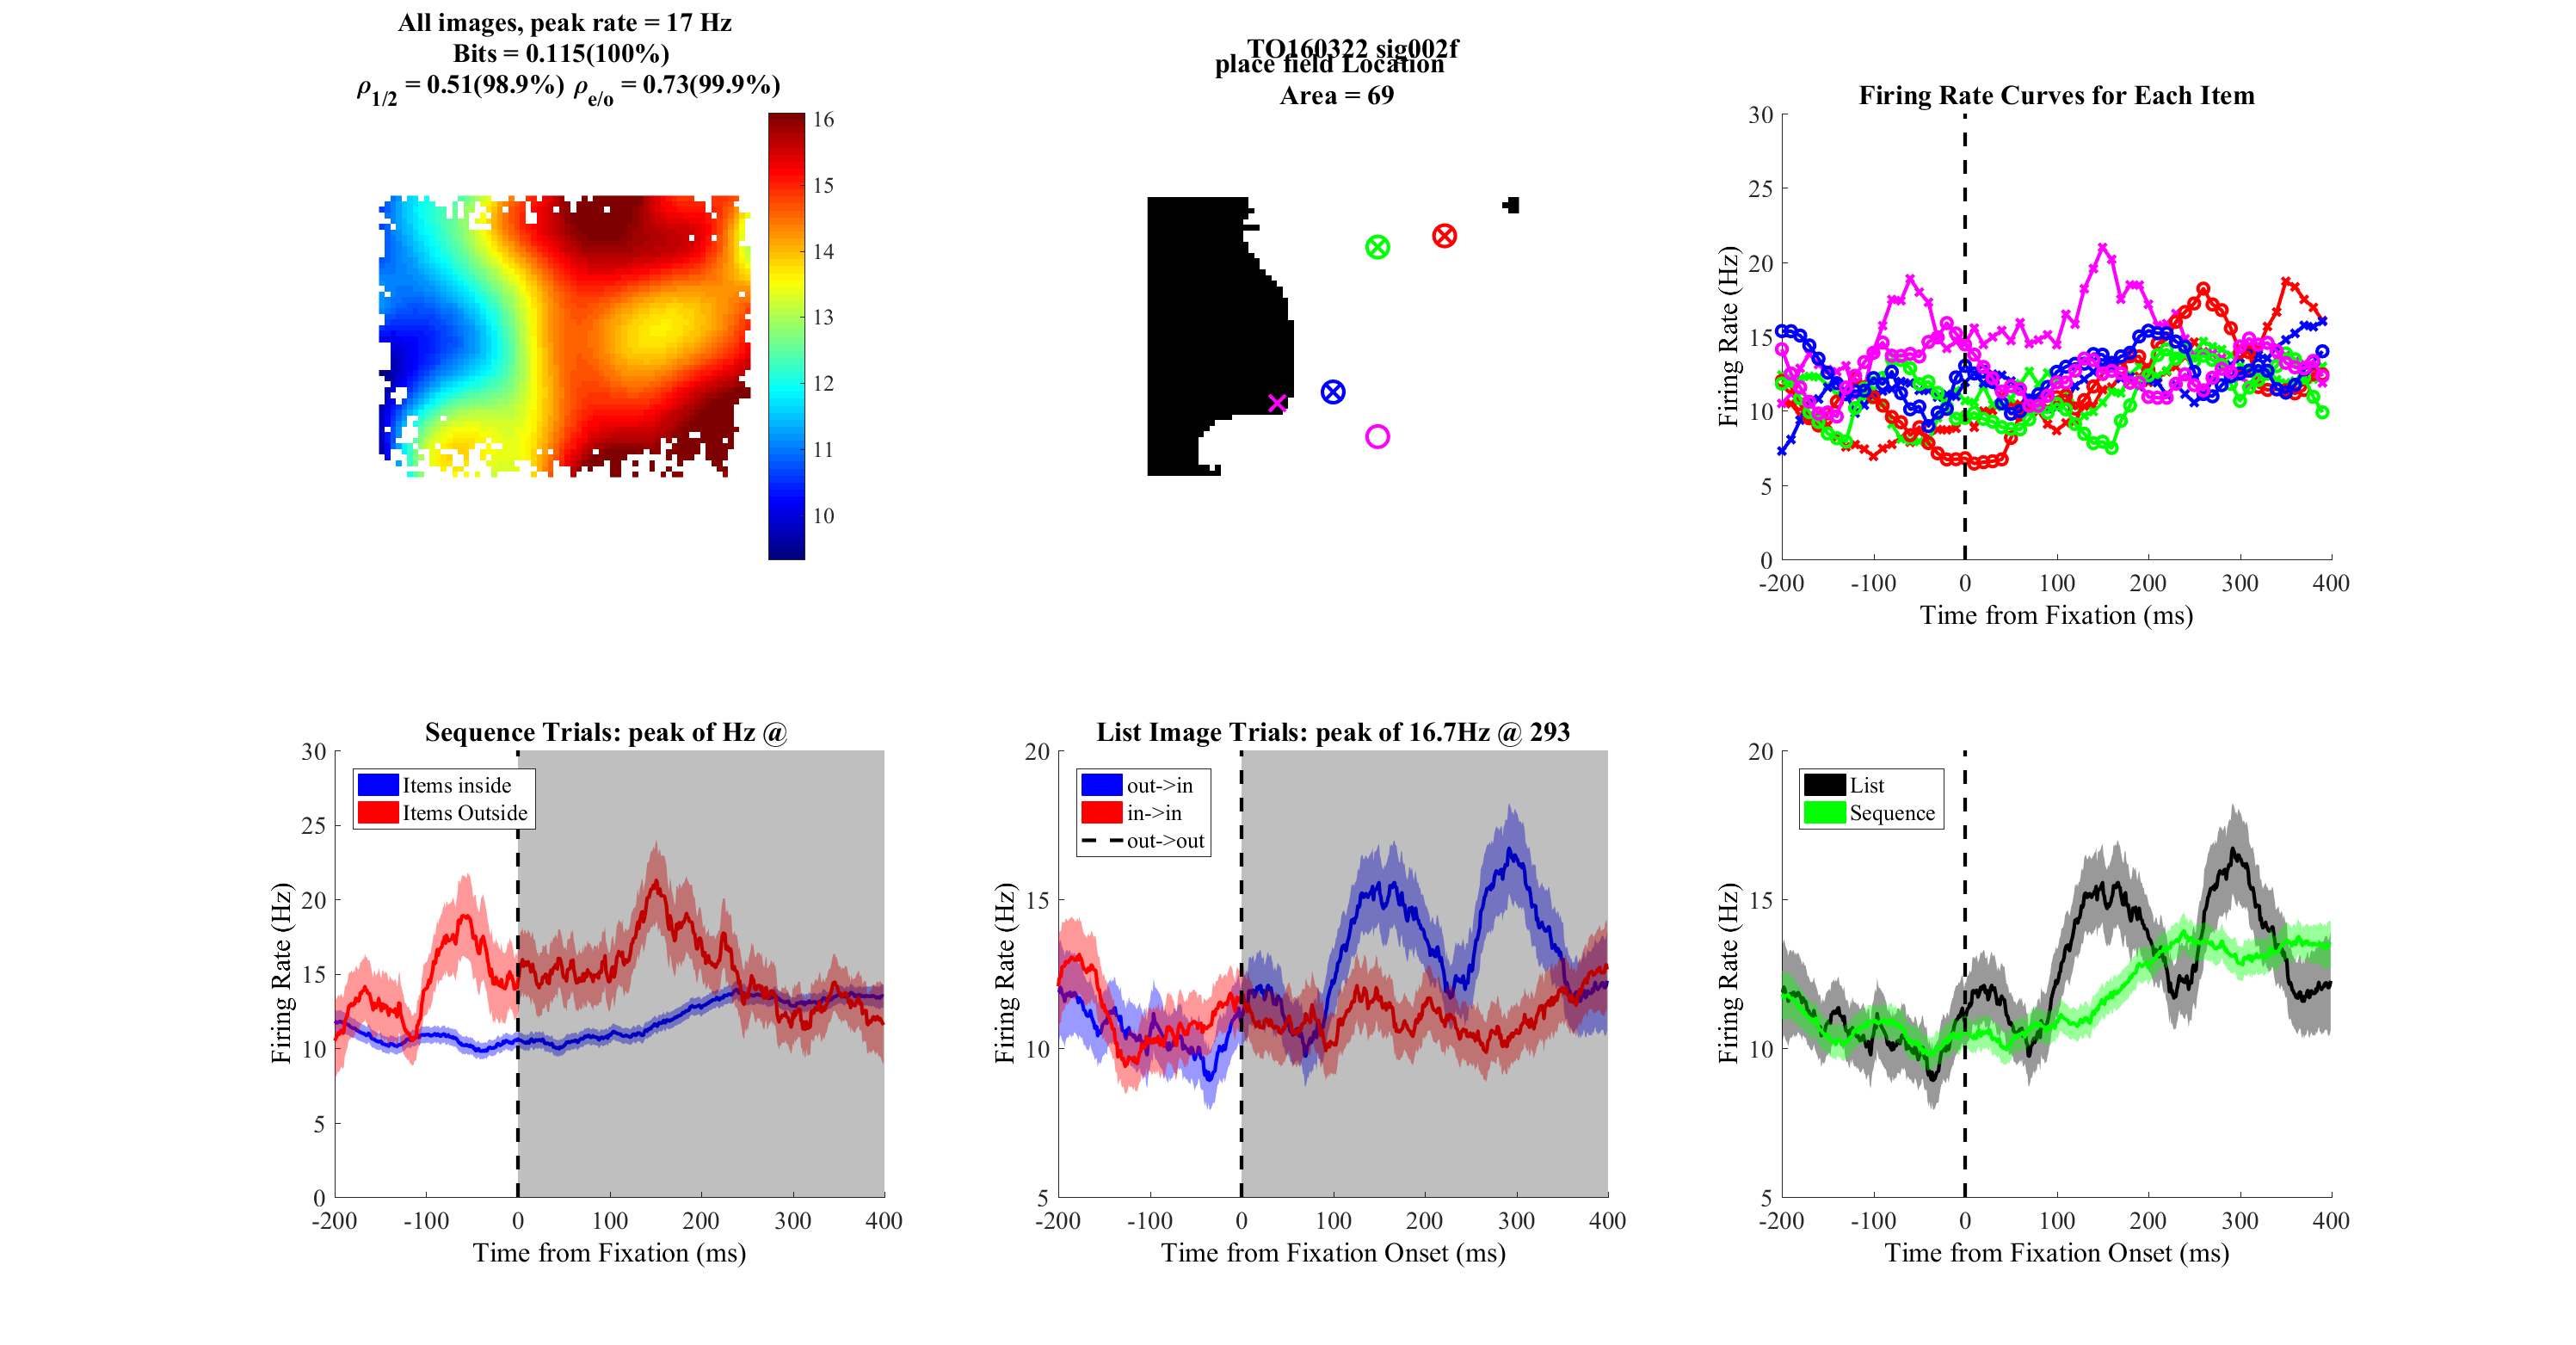 All images, peak rate = 17 Hz
Bits = 0.115(100%)
ρ1/2 = 0.51(98.9%) ρe/o = 0.73(99.9%)
16
15
14
13
12
11
10
TO160322 sig002f
place field Location
Area = 69
Firing Rate Curves for Each Item
30
25
20
15
10
5
0
Firing Rate (Hz)
-200 -100 0 100 200 300 400
Time from Fixation (ms)
Sequence Trials: peak of Hz @
30
25
20
15
10
5
0
Firing Rate (Hz)
Items inside
Items Outside
-200 -100 0 100 200 300 400
Time from Fixation (ms)
List Image Trials: peak of 16.7Hz @ 293
20
15
10
5
Firing Rate (Hz)
out->in
in->in
out->out
-200 -100 0 100 200 300 400
Time from Fixation Onset (ms)
20
15
10
5
Firing Rate (Hz)
List
Sequence
-200 -100 0 100 200 300 400
Time from Fixation Onset (ms)